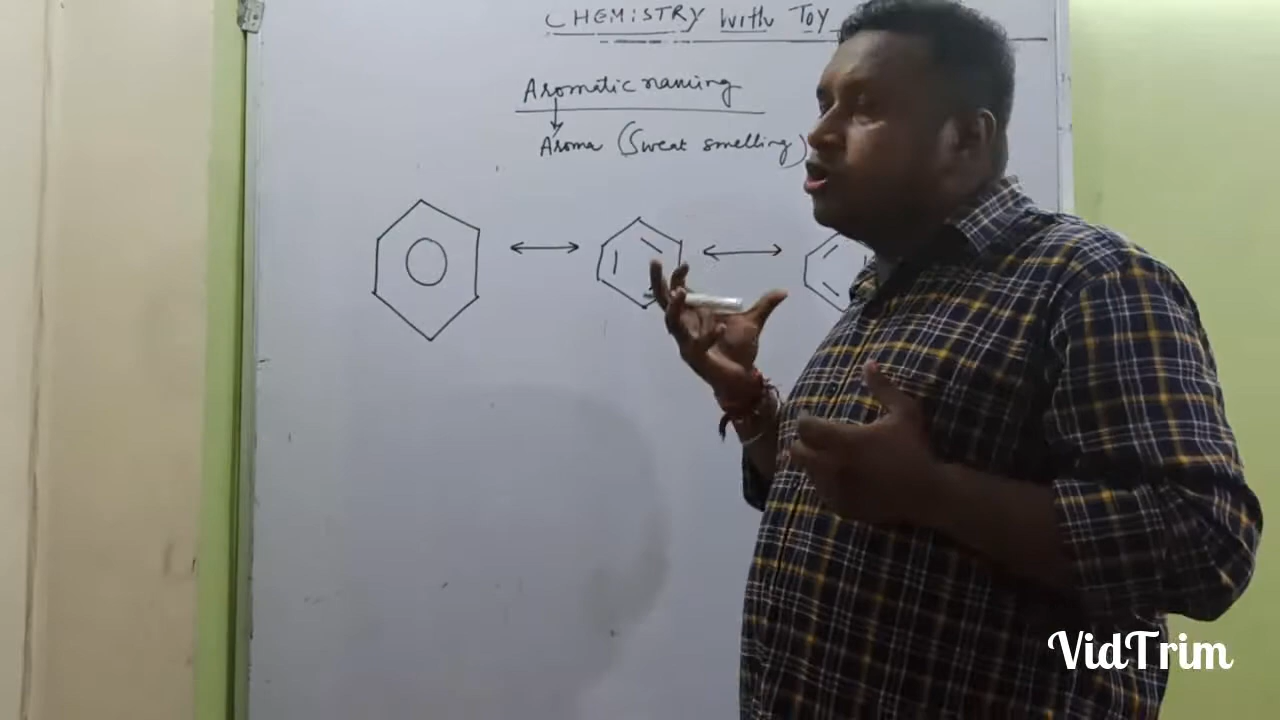 CHEMISTRY with TOY
Aromatic naming
Aroma (Sweat smelling)
VidTrim